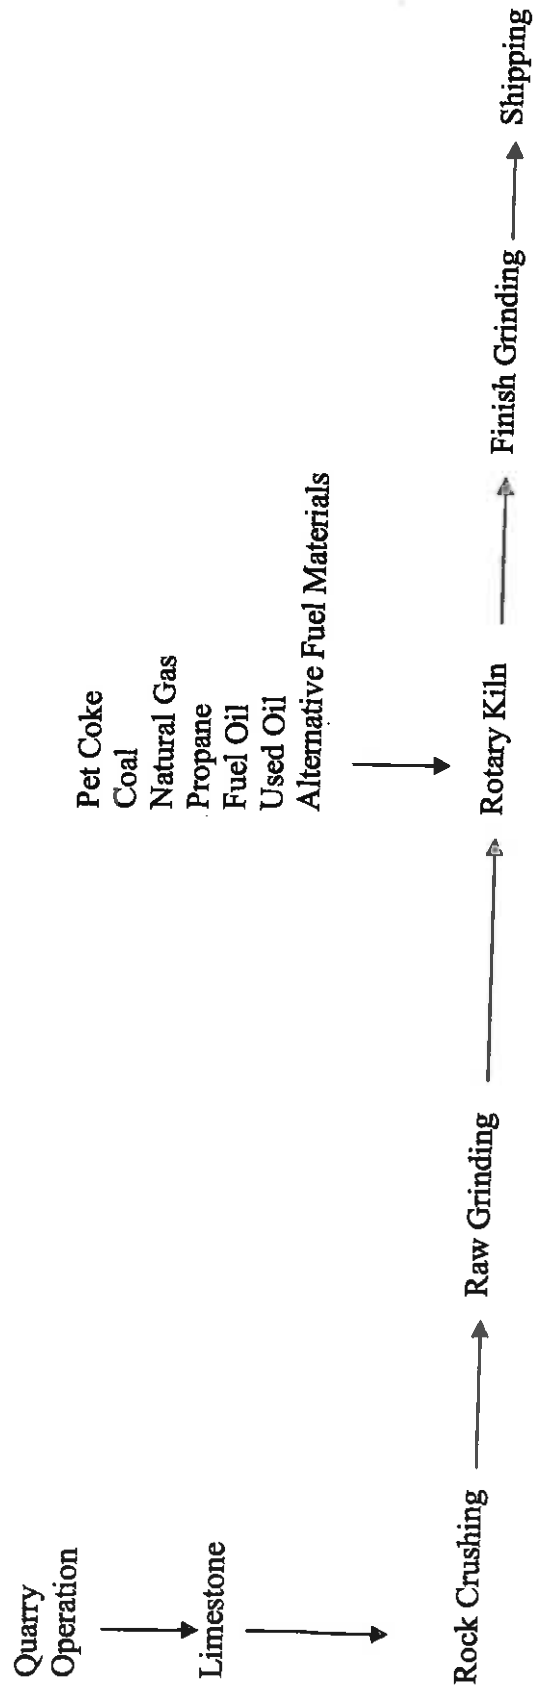 Quarry
Operation
Limestone
Pet Coke
Coal
Natural Gas
Propane
Fuel Oil
Used Oil
Alternative Fuel Materials
Rock Crushing
Raw Grinding
Rotary Kiln
Finish Grinding
Shipping